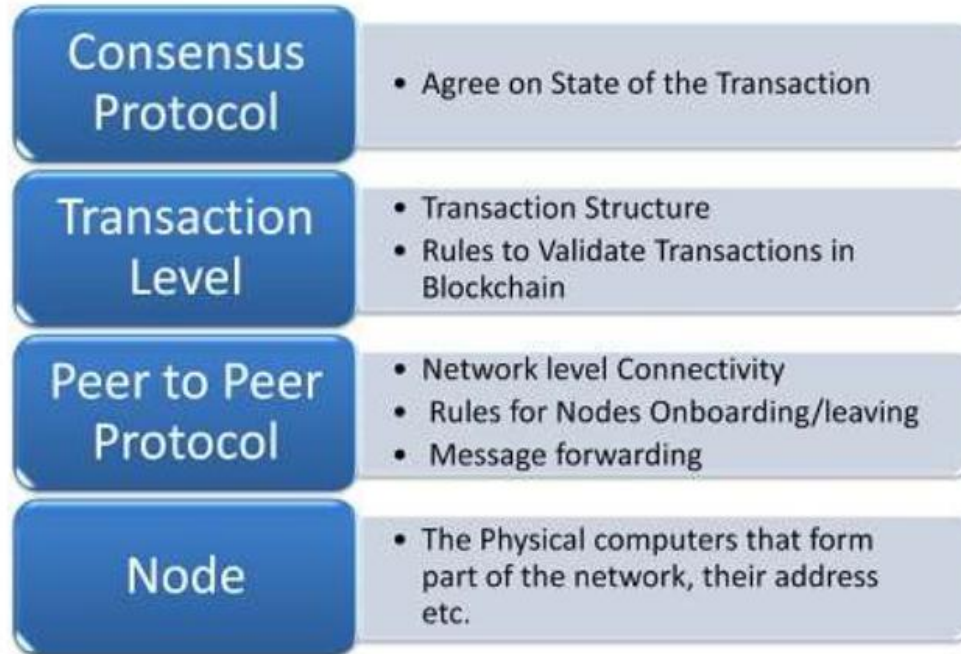 Consensus
Protocol
• Agree on State of the Transaction
Transaction
Level
• Transaction Structure
• Rules to Validate Transactions in
Blockchain
Peer to Peer
Protocol
• Network level Connectivity
• Rules for Nodes Onboarding/leaving
• Message forwarding
Node
• The Physical computers that form
part of the network, their address
etc.